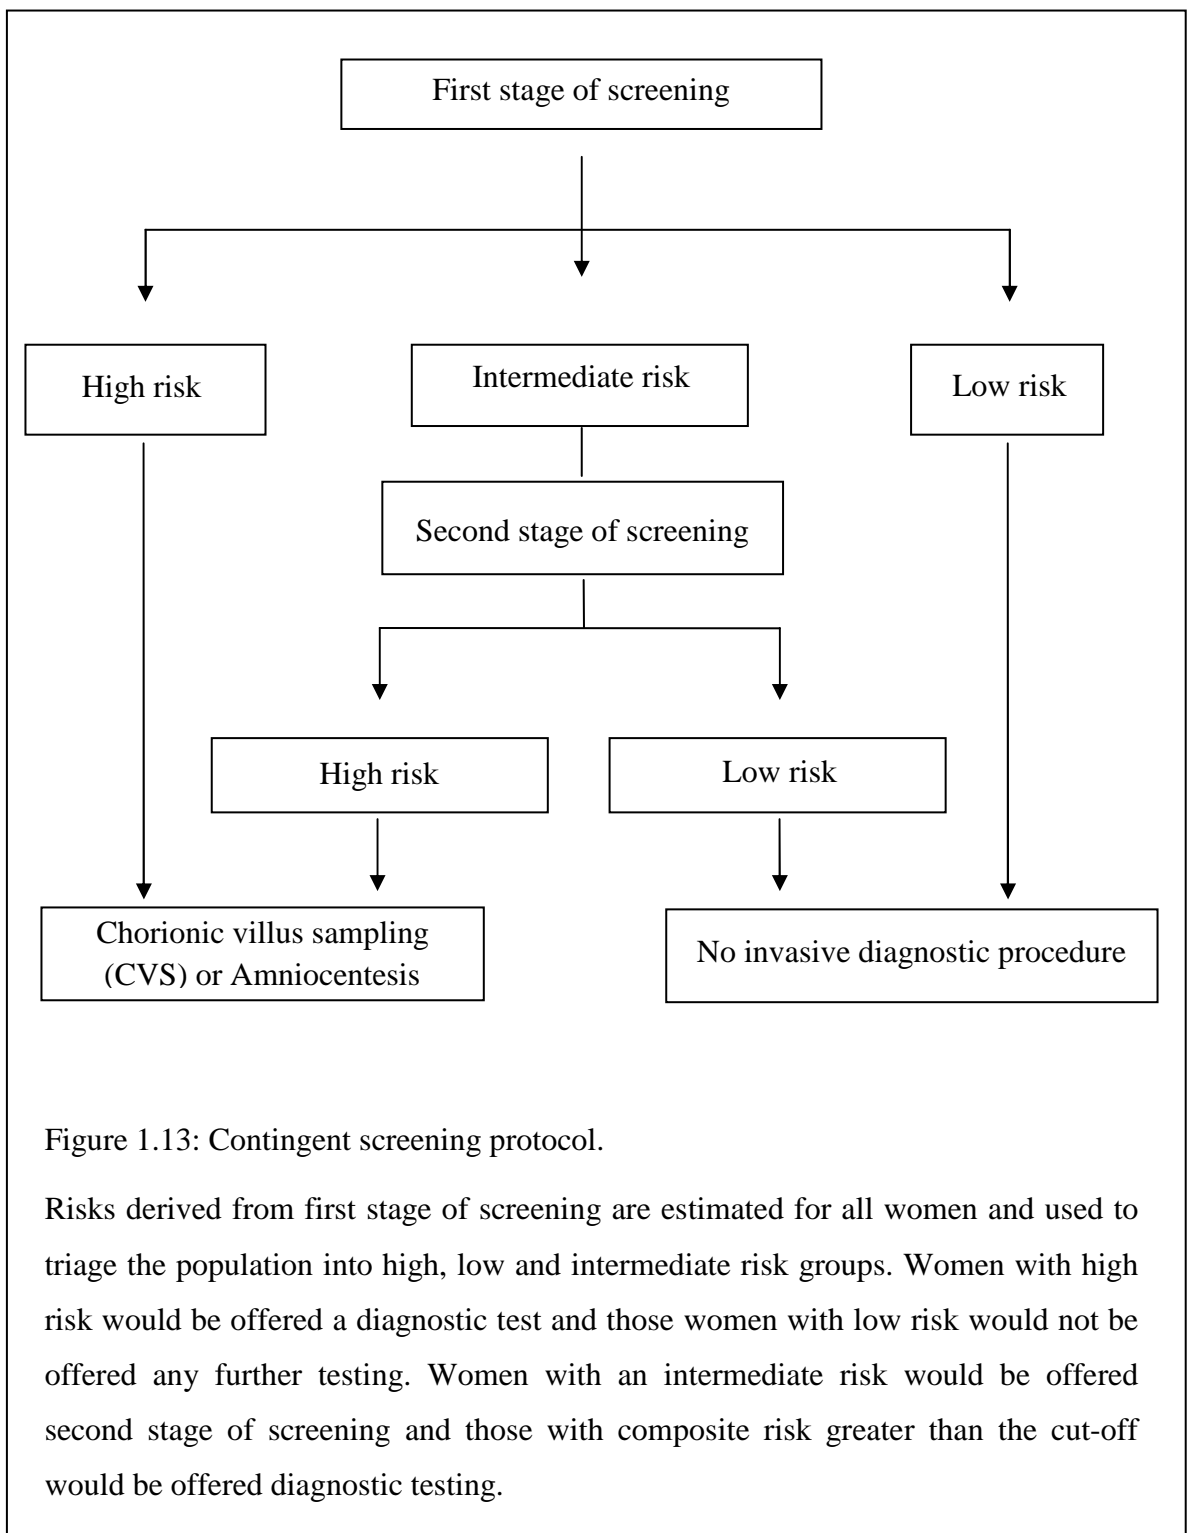 First stage of screening
High risk
Intermediate risk
Low risk
Second stage of screening
High risk
Low risk
Chorionic villus sampling
(CVS) or Amniocentesis
No invasive diagnostic procedure
Figure 1.13: Contingent screening protocol.
Risks derived from first stage of screening are estimated for all women and used to
triage the population into high, low and intermediate risk groups. Women with high
risk would be offered a diagnostic test and those women with low risk would not be
offered any further testing. Women with an intermediate risk would be offered
second stage of screening and those with composite risk greater than the cut-off
would be offered diagnostic testing.